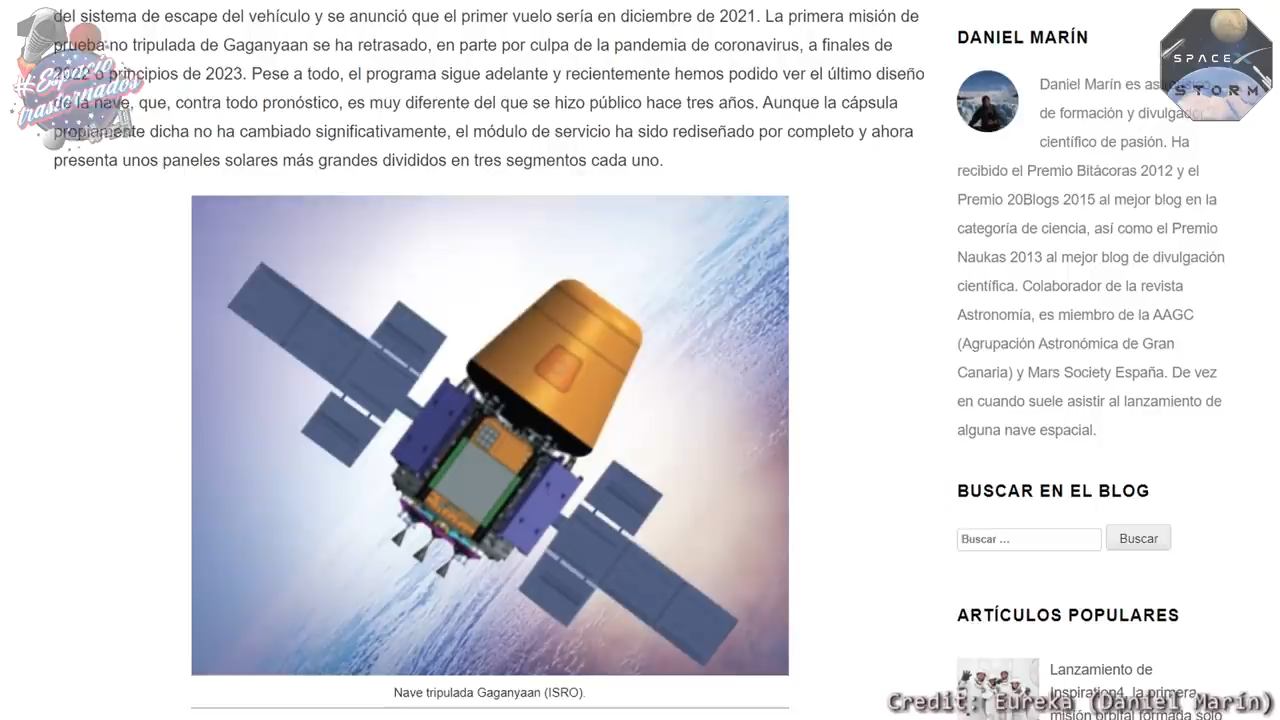 del sistema de escape del vehículo y se anunció que el primer vuelo sería en diciembre de 2021. La primera misión de
prueba no tripulada de Gaganyaan se ha retrasado, en parte por culpa de la pandemia de coronavirus, a finales de
2022 o principios de 2023. Pese a todo, el programa sigue adelante y recientemente hemos podido ver el último diseño
de la nave, que, contra todo pronóstico, es muy diferente del que se hizo público hace tres años. Aunque la cápsula
propiamente dicha no ha cambiado significativamente, el módulo de servicio ha sido rediseñado por completo y ahora
presenta unos paneles solares más grandes divididos en tres segmentos cada uno.
#Espacio
trastornados
Nave tripulada Gaganyaan (ISRO).
SPACE X
STORM
DANIEL MARÍN
Daniel Marín es
de formación y divulgador
científico de pasión. Ha
recibido el Premio Bitácoras 2012 y el
Premio 20Blogs 2015 al mejor blog en la
categoría de ciencia, así como el Premio
Naukas 2013 al mejor blog de divulgación
científica. Colaborador de la revista
Astronomía, es miembro de la AAGC
(Agrupación Astronómica de Gran
Canaria) y Mars Society España. De vez
en cuando suele asistir al lanzamiento de
alguna nave espacial.
BUSCAR EN EL BLOG
Buscar ...
Buscar
ARTÍCULOS POPULARES
Lanzamiento de
Inspiration4, la primera
misión orbital formada solo
Credit: Eureka (Daniel Marín)